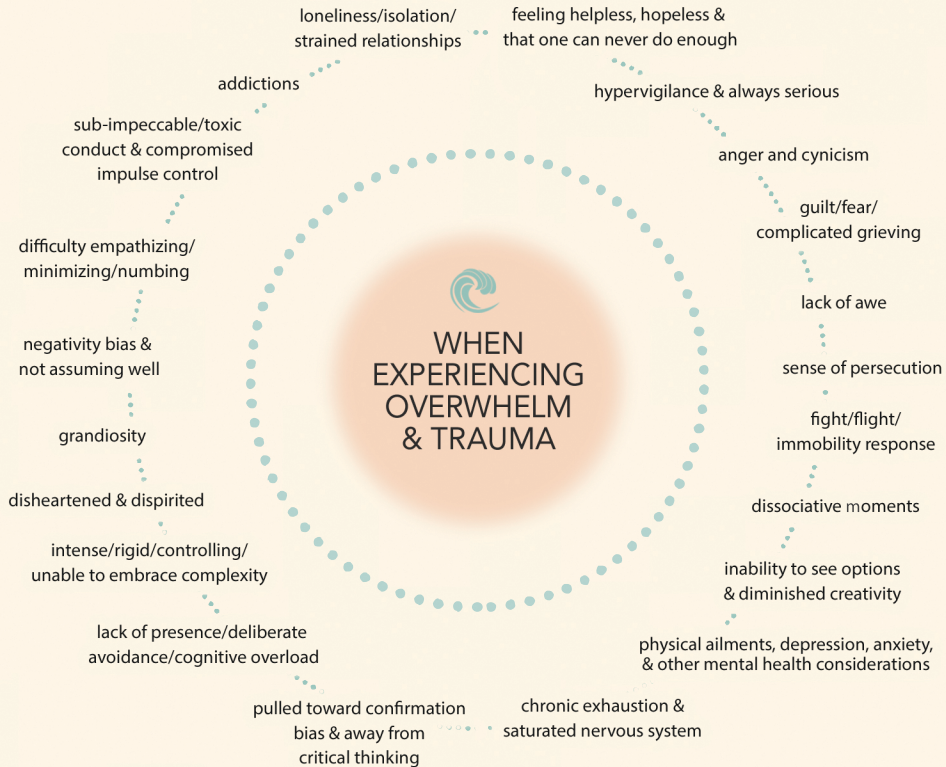 loneliness/isolation/
strained relationships
feeling helpless, hopeless &
that one can never do enough
hypervigilance & always serious
anger and cynicism
guilt/fear/
complicated grieving
lack of awe
sense of persecution
fight/flight/
immobility response
dissociative moments
inability to see options
& diminished creativity
physical ailments, depression, anxiety,
& other mental health considerations
chronic exhaustion &
saturated nervous system
pulled toward confirmation
bias & away from
critical thinking
lack of presence/deliberate
avoidance/cognitive overload
intense/rigid/controlling/
unable to embrace complexity
disheartened & dispirited
grandiosity
negativity bias &
not assuming well
difficulty empathizing/
minimizing/numbing
sub-impeccable/toxic
conduct & compromised
impulse control
addictions
WHEN
EXPERIENCING
OVERWHELM
& TRAUMA